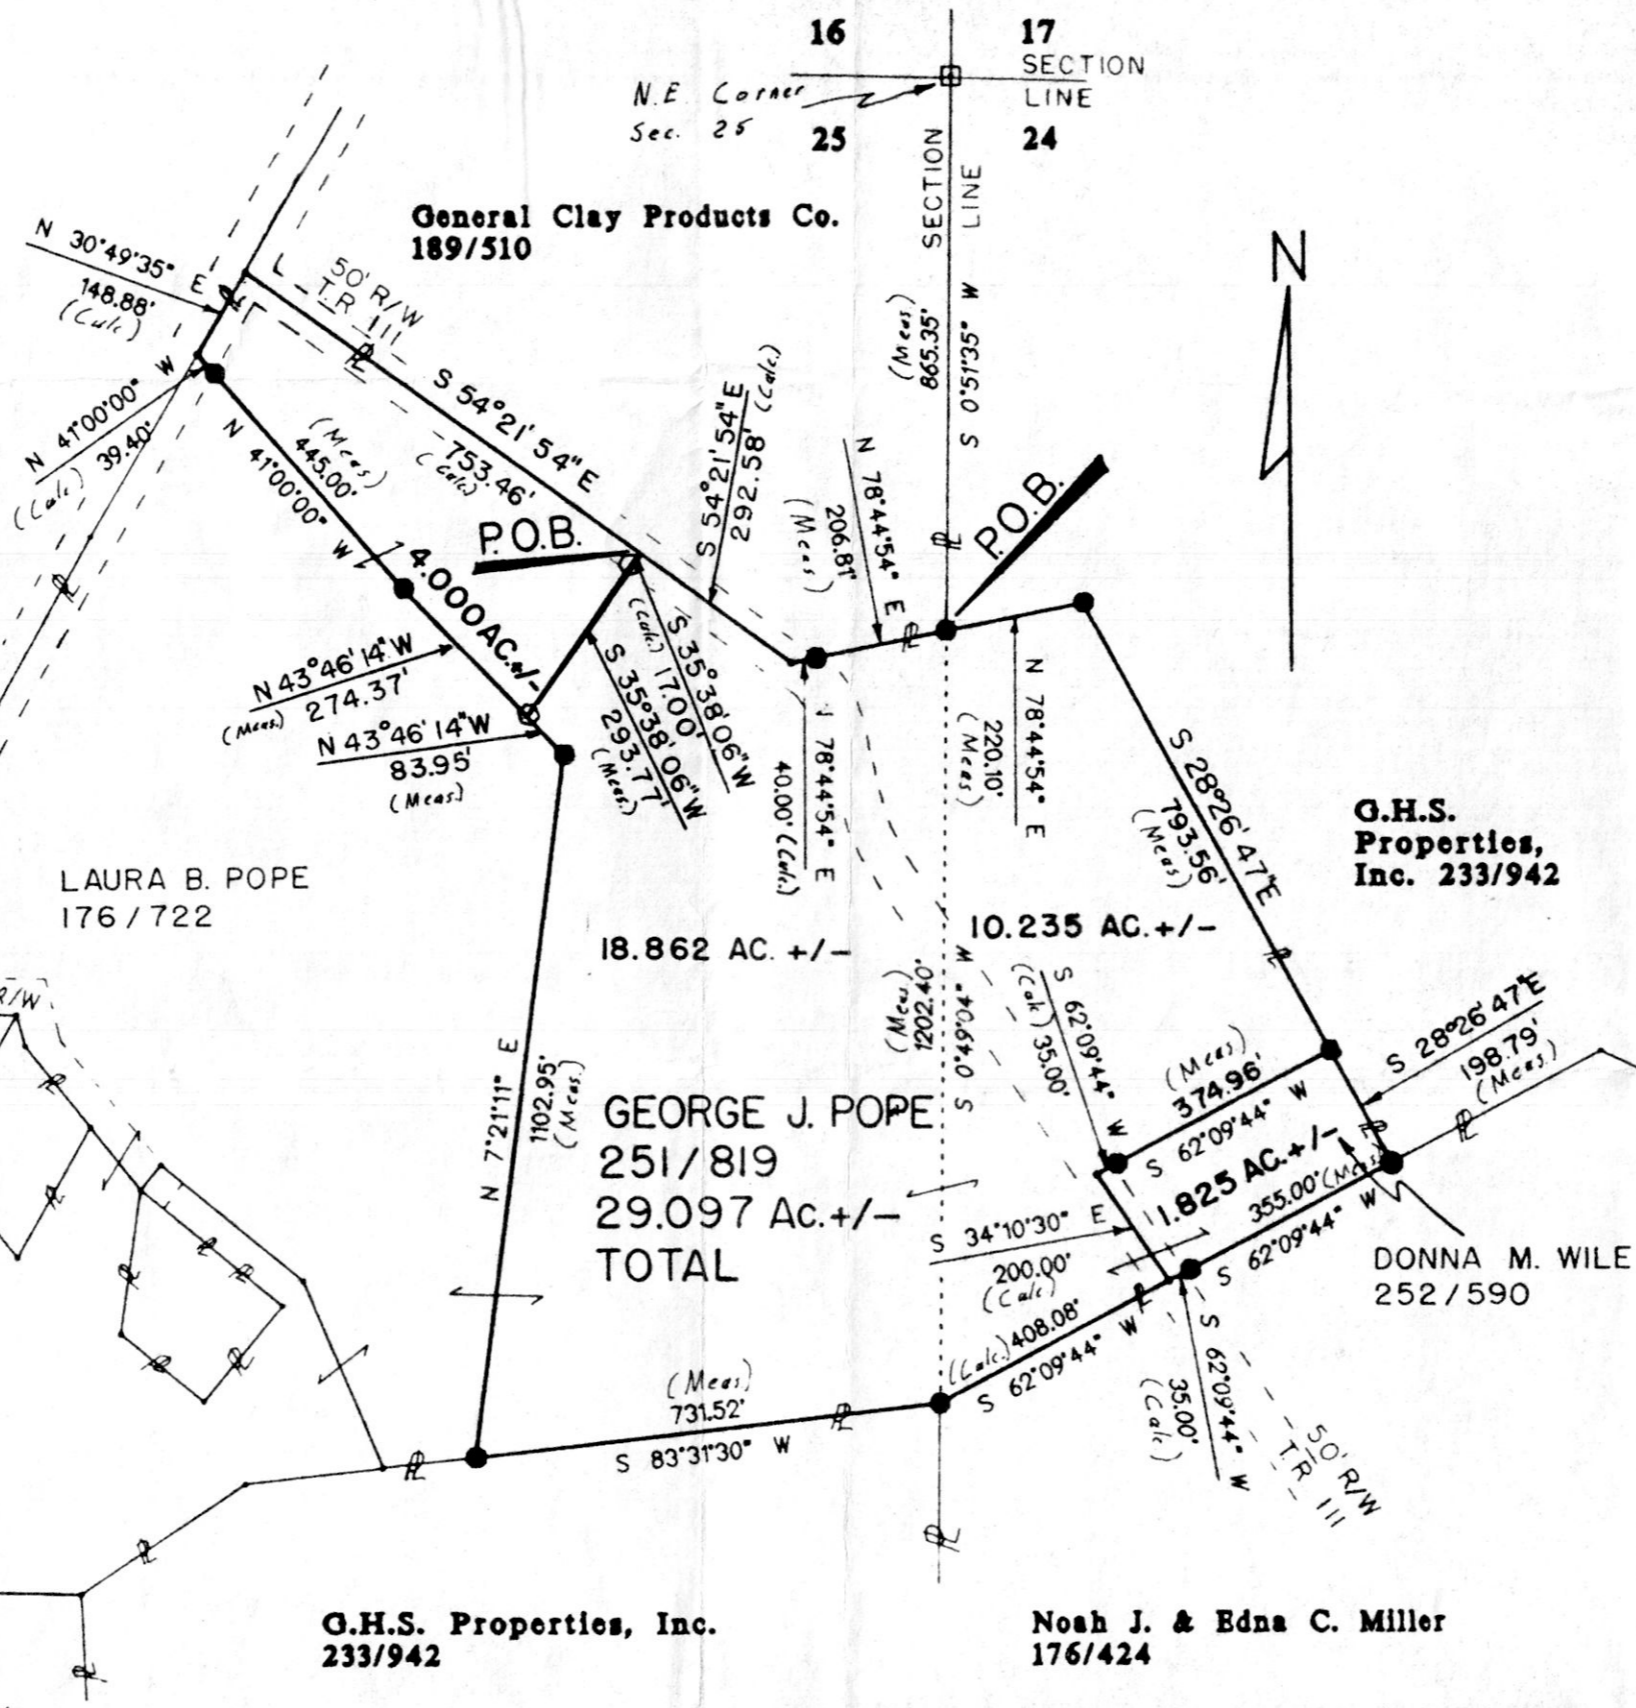 16
17
SECTION
LINE
N.E. Corner
Sec. 25
25
24
SECTION LINE
(Meas.)
865.35'
S 0°51'35" W
General Clay Products Co.
189/510
N
N 30°49'35" E
148.88'
(Calc)
50' R/W
T.R. 111
N 41°00'00" W
39.40'
(Calc)
S 54°21'54" E
753.46'
(Calc.)
(Meas)
445.00'
N 41°00'00" W
S 54°21'54" E
292.58' (Calc.)
N 78°44'54" E
206.81'
(Meas)
P.O.B.
P.O.B.
4.000 AC.+/-
N 43°46'14" W
(Meas.) 274.37'
N 43°46'14" W
83.95'
(Meas.)
S 35°38'06" W
(Calc.) 17.00'
S 35°38'06" W
293.77'
(Meas.)
N 78°44'54" E
40.00' (Calc.)
N 78°44'54" E
220.10'
(Meas)
S 28°26'47" E
793.56'
(Meas)
G.H.S.
Properties,
Inc. 233/942
LAURA B. POPE
176/722
18.862 AC. +/-
10.235 AC. +/-
R/W
(Meas)
1202.40'
S 0°49'04" W
S 62°09'44" W
(Calc) 35.00'
(Meas)
374.96'
S 62°09'44" W
S 28°26'47" E
198.79'
(Meas.)
N 7°21'11" E
1102.95'
(Meas.)
GEORGE J. POPE
251/819
29.097 AC.+/-
TOTAL
1.825 AC.+/-
355.00' (Meas)
S 62°09'44" W
S 34°10'30" E
200.00'
(Calc)
DONNA M. WILE
252/590
(Calc.) 408.08'
S 62°09'44" W
S 62°09'44" W
35.00'
(Calc)
50' R/W
T.R. 111
(Meas)
731.52'
S 83°31'30" W
G.H.S. Properties, Inc.
233/942
Noah J. & Edna C. Miller
176/424